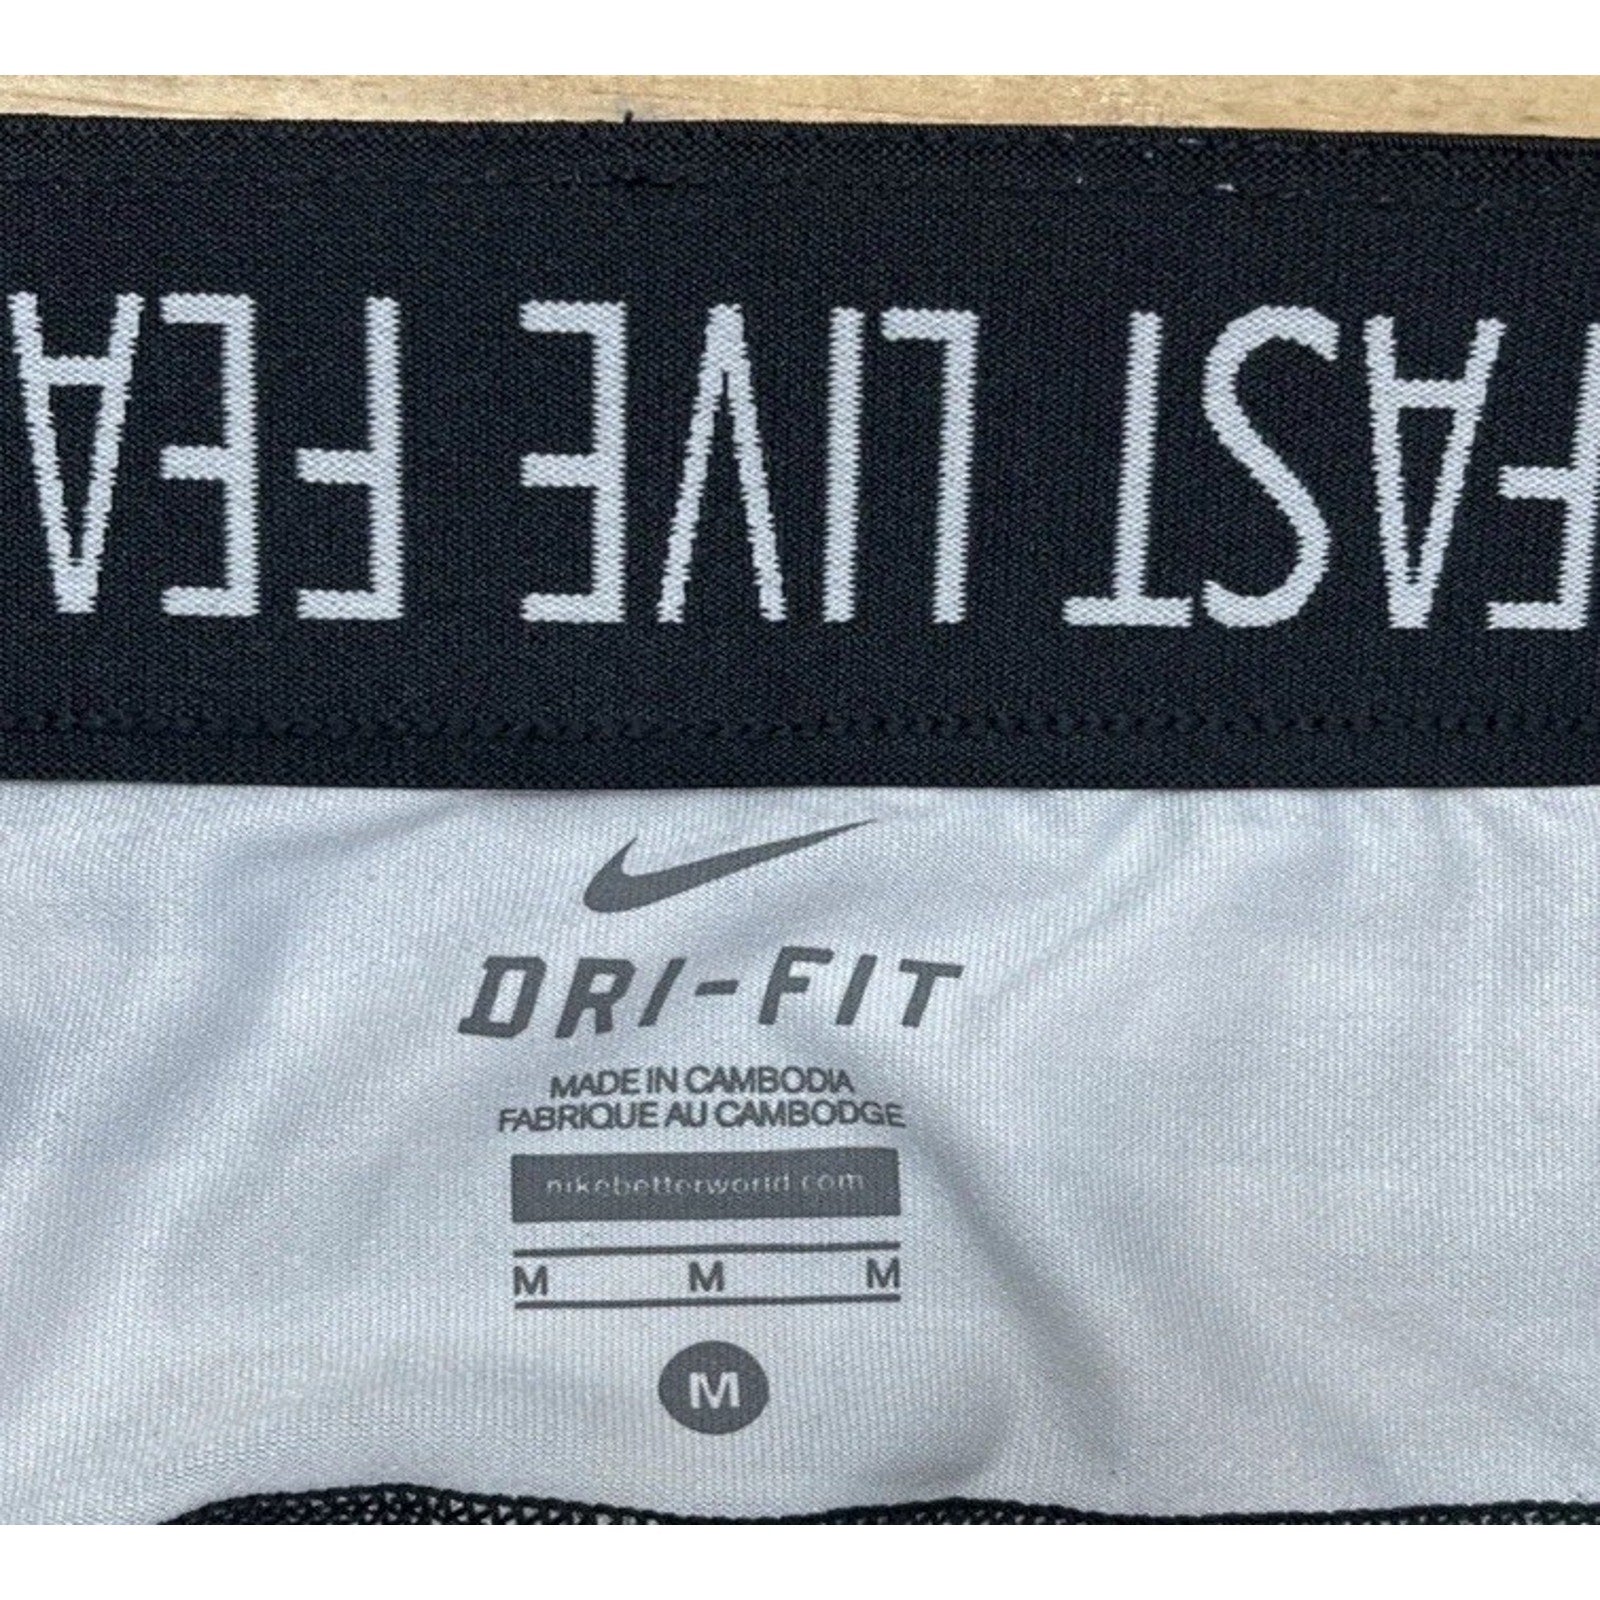 FAST LIVE FEA
DRI-FIT
MADE IN CAMBODIA
FABRIQUE AU CAMBODGE
nikebetterworld.com
M M M
M